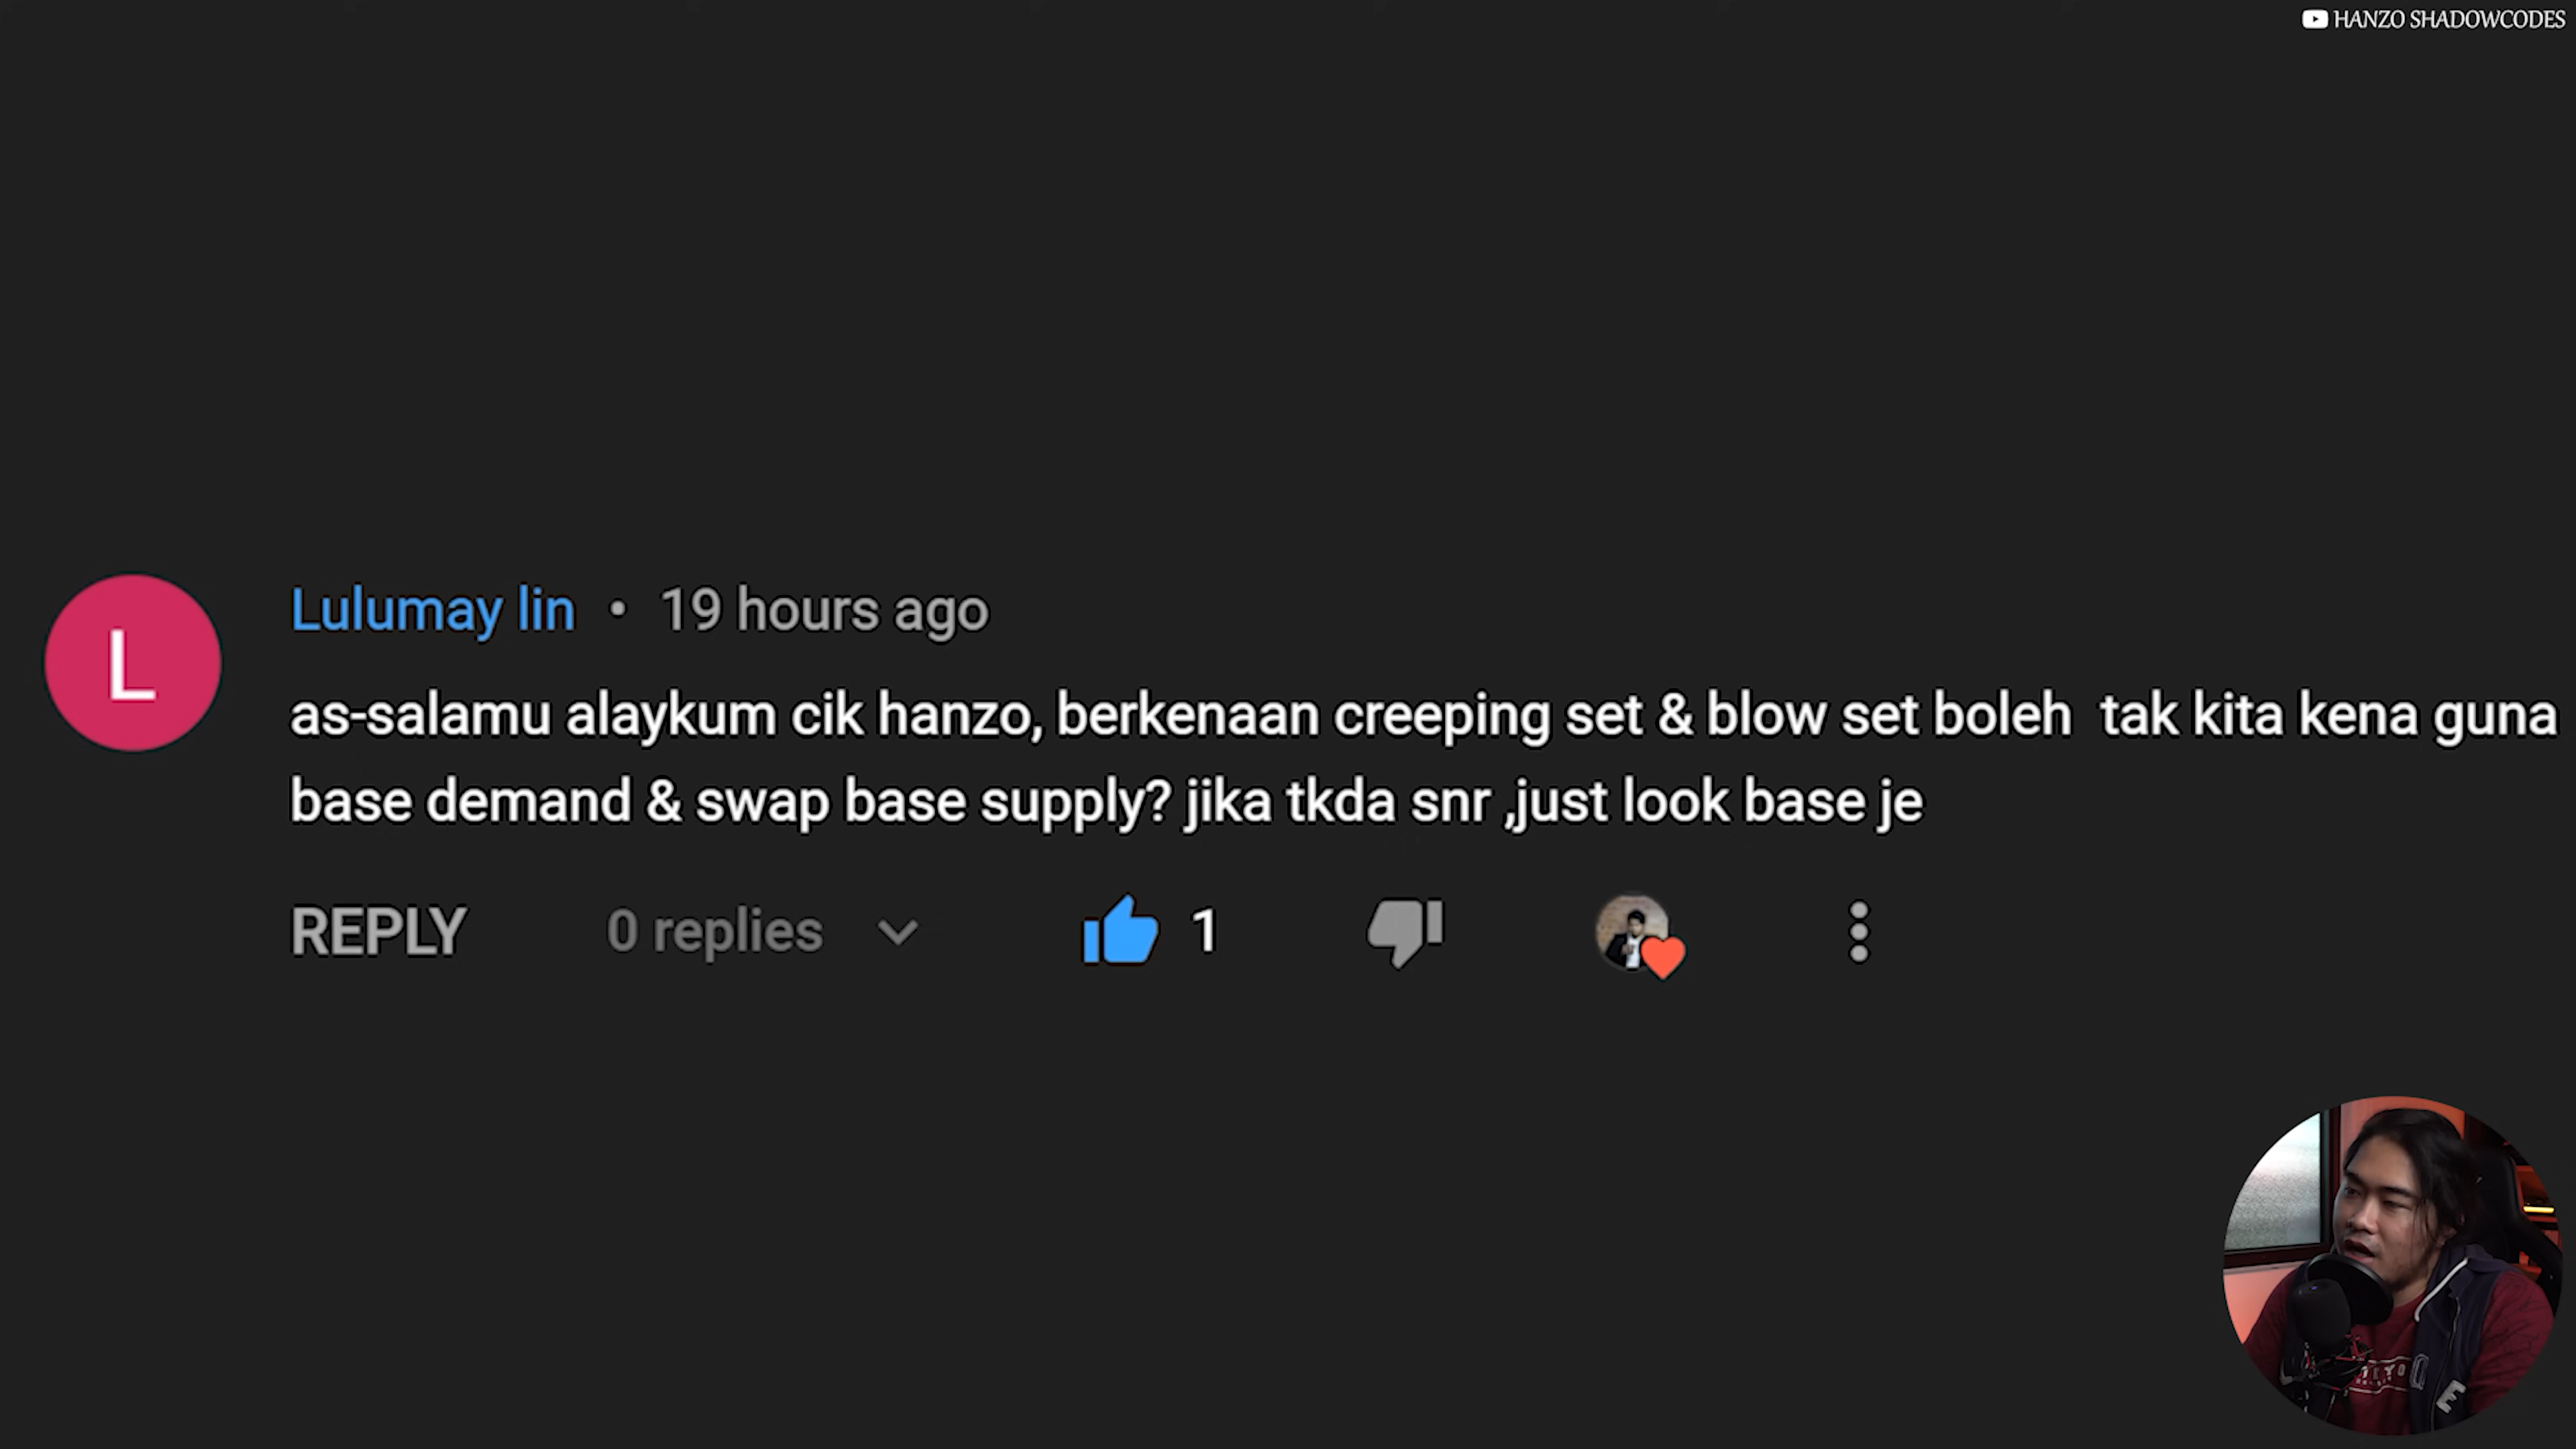 HANZO SHADOWCODES
L
Lulumay lin • 19 hours ago
as-salamu alaykum cik hanzo, berkenaan creeping set & blow set boleh  tak kita kena guna
base demand & swap base supply? jika tkda snr ,just look base je
REPLY 0 replies 1